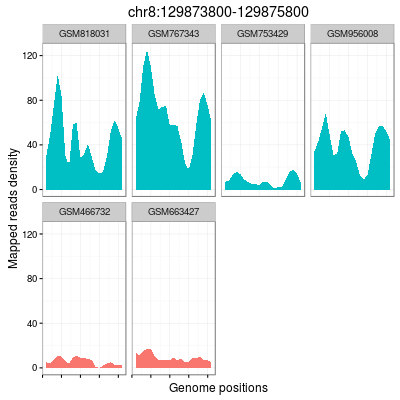 chr8:129873800-129875800
GSM818031 GSM767343 GSM753429 GSM956008
120
80
40
0
GSM466732 GSM663427
120
80
40
0
Mapped reads density
Genome positions